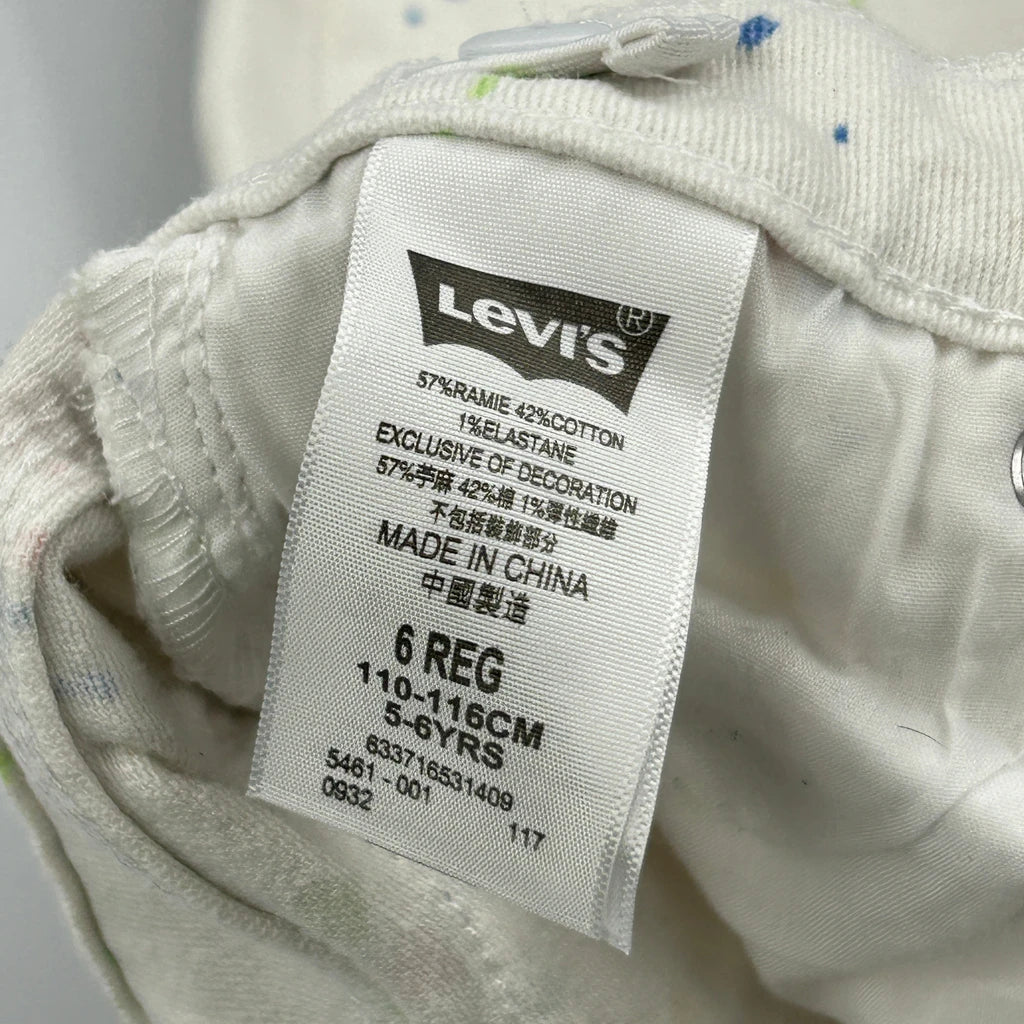 Levi's®
57%RAMIE 42%COTTON
1%ELASTANE
EXCLUSIVE OF DECORATION
57%苧麻 42%綿 1%彈性纖維
不包括裝飾部分
MADE IN CHINA
中國製造
6 REG
110-116CM
5-6YRS
633716531409
5461 - 001
0932
117